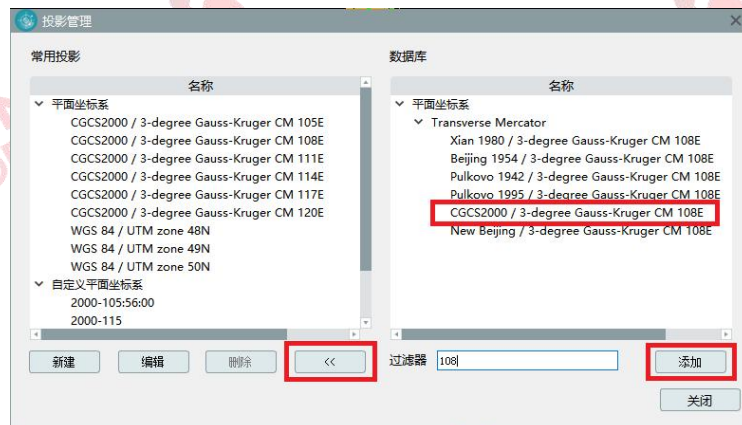 投影管理
常用投影
名称
平面坐标系
CGCS2000 / 3-degree Gauss-Kruger CM 105E
CGCS2000 / 3-degree Gauss-Kruger CM 108E
CGCS2000 / 3-degree Gauss-Kruger CM 111E
CGCS2000 / 3-degree Gauss-Kruger CM 114E
CGCS2000 / 3-degree Gauss-Kruger CM 117E
CGCS2000 / 3-degree Gauss-Kruger CM 120E
WGS 84 / UTM zone 48N
WGS 84 / UTM zone 49N
WGS 84 / UTM zone 50N
自定义平面坐标系
2000-105:56:00
2000-115
新建 编辑 删除 <<
数据库
名称
平面坐标系
Transverse Mercator
Xian 1980 / 3-degree Gauss-Kruger CM 108E
Beijing 1954 / 3-degree Gauss-Kruger CM 108E
Pulkovo 1942 / 3-degree Gauss-Kruger CM 108E
Pulkovo 1995 / 3-degree Gauss-Kruger CM 108E
CGCS2000 / 3-degree Gauss-Kruger CM 108E
New Beijing / 3-degree Gauss-Kruger CM 108E
过滤器 108 添加
关闭